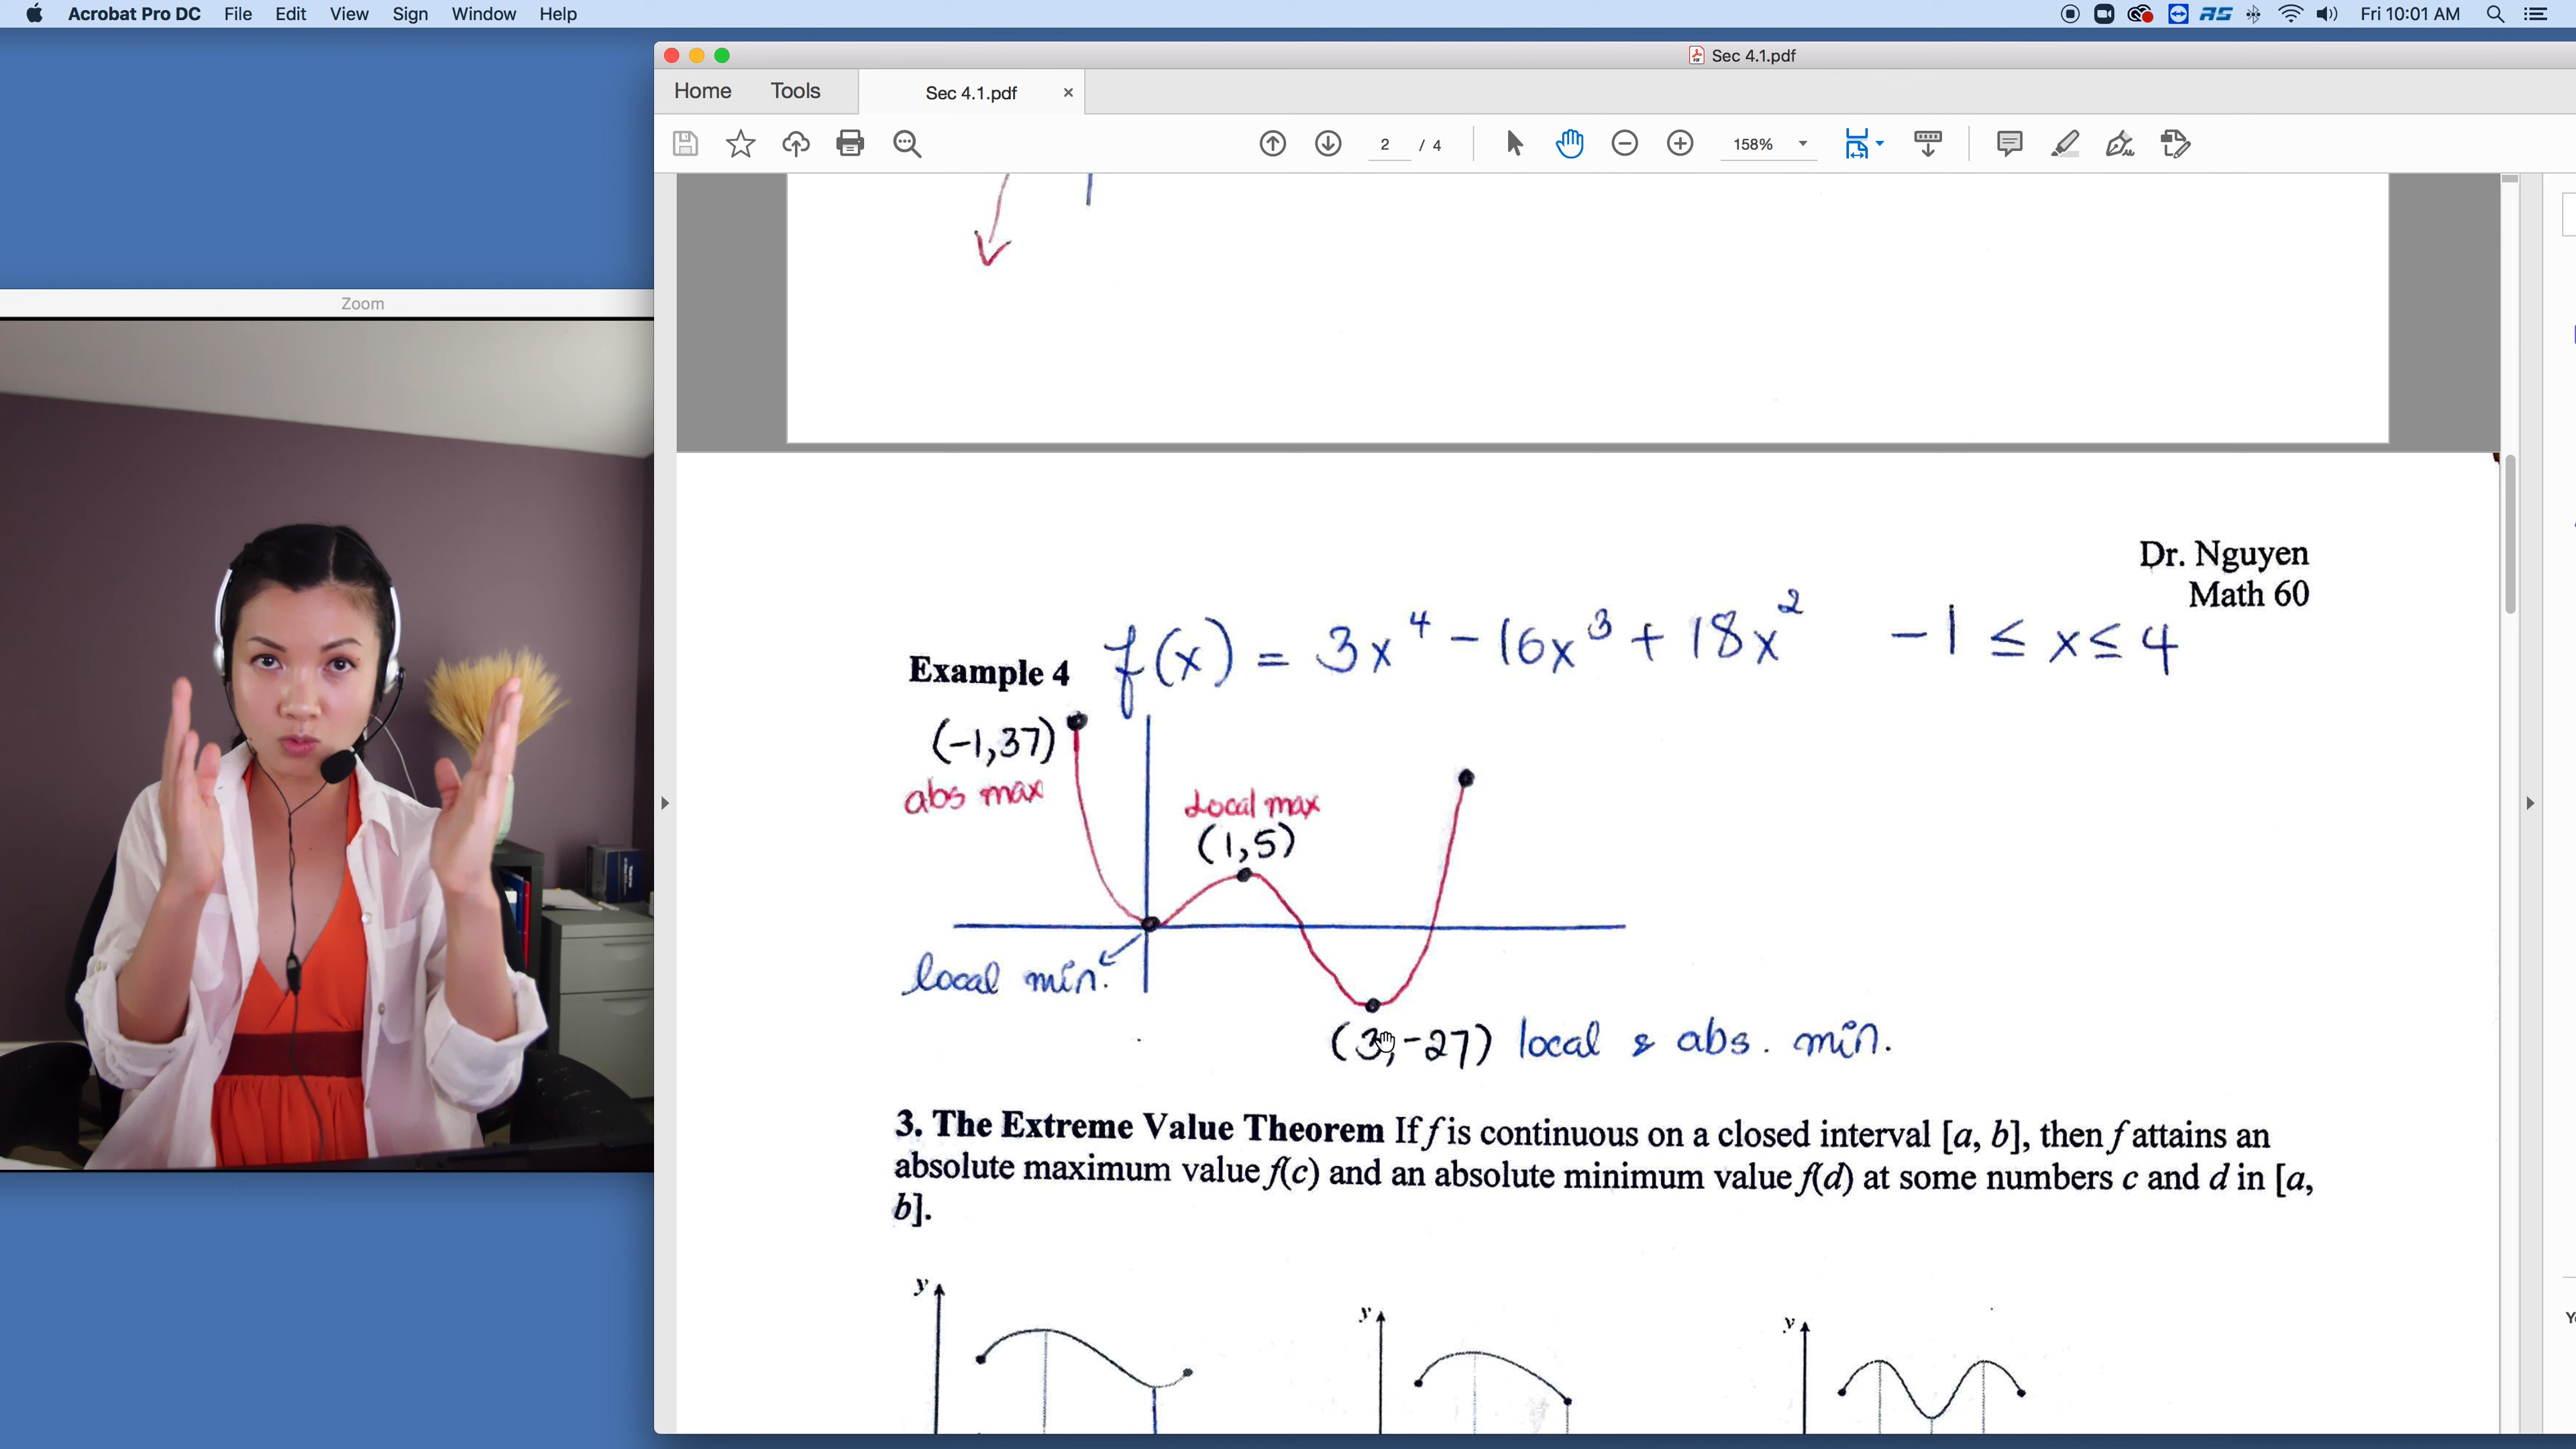 Acrobat Pro DC File Edit View Sign Window Help
Fri 10:01 AM
Sec 4.1.pdf
Home Tools Sec 4.1.pdf ×
2 / 4
158%
Zoom
Dr. Nguyen
Math 60
Example 4 f(x) = 3x⁴ - 16x³ + 18x² -1 ≤ x ≤ 4
(-1,37)
abs max
Local max
(1,5)
local min.
(3,-27) local & abs. min.
3. The Extreme Value Theorem If f is continuous on a closed interval [a, b], then f attains an
absolute maximum value f(c) and an absolute minimum value f(d) at some numbers c and d in [a,
b].
y
y
y